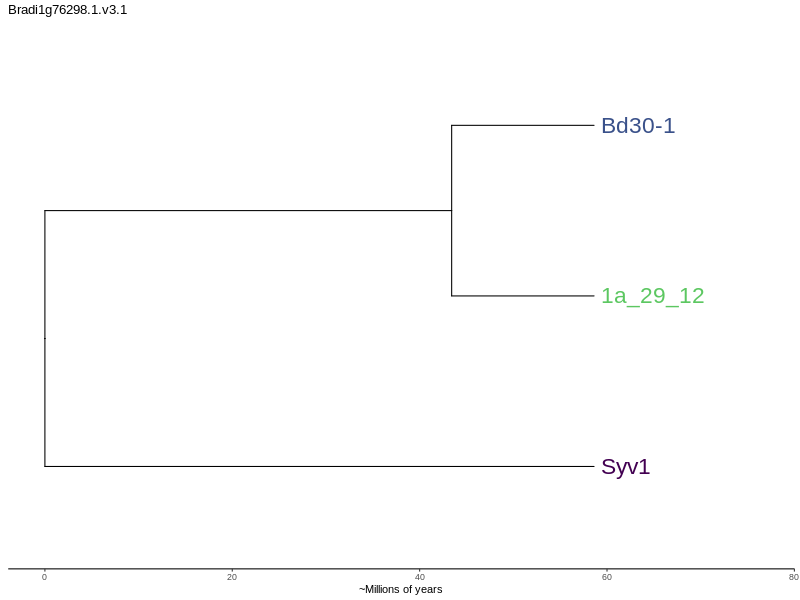 Bradi1g76298.1.v3.1
Bd30-1
1a_29_12
Syv1
0 20 40 60 80
~Millions of years